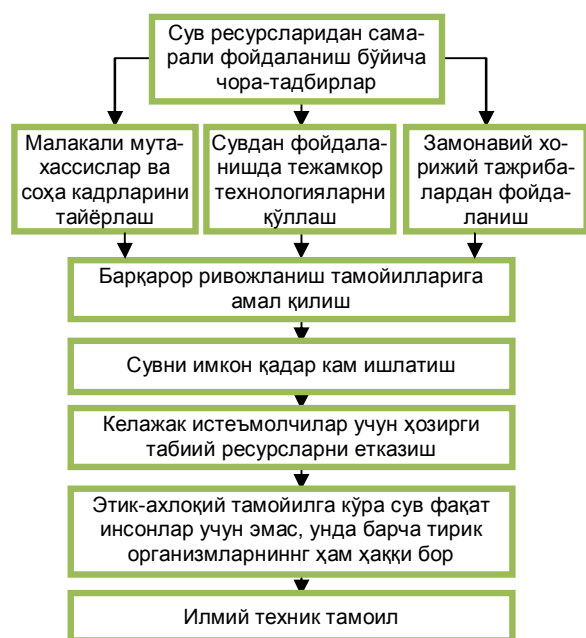 Сув ресурсларидан сама-
рали фойдаланиш бўйича
чора-тадбирлар
Малакали мута-
хассислар ва
соҳа кадрларини
тайёрлаш
Сувдан фойдала-
нишда тежамкор
технологияларни
қўллаш
Замонавий хо-
рижий тажриба-
лардан фойда-
ланиш
Барқарор ривожланиш тамойилларига
амал қилиш
Сувни имкон қадар кам ишлатиш
Келажак истеъмолчилар учун ҳозирги
табиий ресурсларни етказиш
Этик-ахлоқий тамойилга кўра сув фақат
инсонлар учун эмас, унда барча тирик
организмларнинг ҳам ҳаққи бор
Илмий техник тамоил